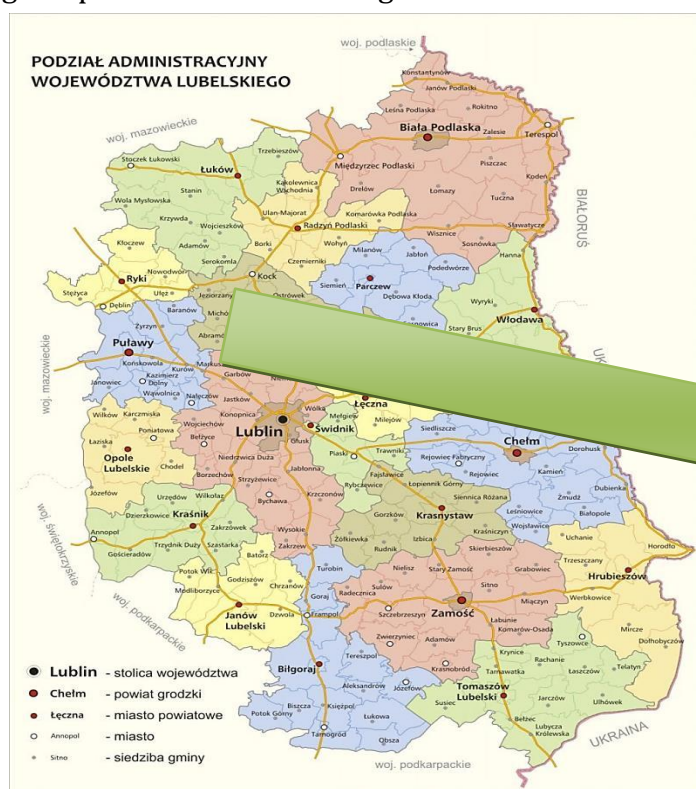 PODZIAŁ ADMINISTRACYJNY
WOJEWÓDZTWA LUBELSKIEGO
woj. podlaskie
Konstantynów
Janów Podlaski
Leśna Podlaska
Rokitno
woj. mazowieckie
Biała Podlaska
Zalesie
Terespol
Stoczek Łukowski
Trzebieszów
Międzyrzec Podlaski
Piszczac
Łuków
Kąkolewnica
Wchodnia
Drelów
Łomazy
Kodeń
Stanin
Wola Mysłowska
Tuczna
BIAŁORUŚ
Ulan-Majorat
Komarówka Podlaska
Krzywda
Wojcieszków
Radzyń Podlaski
Wisznice
Sławatycze
Adamów
Borki
Wohyń
Sosnówka
Kłoczew
Serokomla
Czemierniki
Milanów
Jabłoń
Hanna
Podedwórze
Ryki
Nowodwór
Kock
Siemień
Parczew
Stężyca
Ułęż
Jeziorzany
Ostrówek
Dębowa Kłoda
Wyryki
Dęblin
Baranów
Włodawa
Żyrzyn
Stary Brus
Puławy
Końskowola
Kurów
Garbów
woj. mazowieckie
Janowiec
Kazimierz
Dolny
Wąwolnica
Nałęczów
Jastków
Łęczna
Wilków
Karczmiska
Konopnica
Wólka
Mełgiew
Milejów
Siedliszcze
Poniatowa
Wojciechów
Lublin
Świdnik
Chełm
Dorohusk
Łaziska
Bełżyce
Głusk
Piaski
Trawniki
Rejowiec Fabryczny
Opole
Lubelskie
Chodel
Niedrzwica Duża
Rejowiec
Kamień
Borzechów
Jabłonna
Fajsławice
Łopiennik Górny
Dubienka
Józefów
Strzyżewice
Rybczewice
Siennica Różana
Żmudź
Urzędów
Wilkołaz
Bychawa
Krzczonów
Leśniowice
Białopole
Dzierzkowice
Kraśnik
Gorzków
Krasnystaw
Wojsławice
Annopol
Zakrzówek
Wysokie
Żółkiewka
Izbica
Kraśniczyn
Uchanie
Horodło
woj. świętokrzyskie
Gościeradów
Trzydnik Duży
Szastarka
Zakrzew
Rudnik
Skierbieszów
Trzeszczany
Batorz
Turobin
Nielisz
Stary Zamość
Grabowiec
Hrubieszów
Potok Wlk.
Godziszów
Chrzanów
Goraj
Radecznica
Sułów
Sitno
Miączyn
Werbkowice
Modliborzyce
woj. podkarpackie
Janów
Lubelski
Dzwola
Frampol
Szczebrzeszyn
Zamość
Łabunie
Komarów-Osada
Mircze
Zwierzyniec
Adamów
Tyszowce
Dołhobyczów
Biłgoraj
Tereszpol
Krasnobród
Krynice
Rachanie
Telatyn
Tarnawatka
Łaszczów
Aleksandrów
Józefów
Tomaszów
Lubelski
Biszcza
Księżpol
Susiec
Jarczów
Ulhówek
Potok Górny
Łukowa
Bełżec
Tarnogród
Obsza
Lubycza
Królewska
UKRAINA
woj. podkarpackie
Lublin - stolica województwa
Chełm - powiat grodzki
Łęczna - miasto powiatowe
Annopol - miasto
Sitno - siedziba gminy